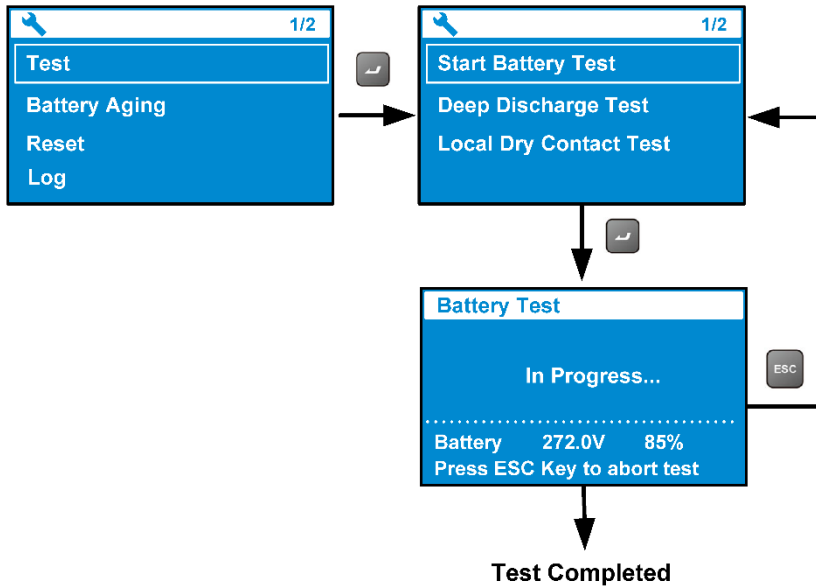 1/2
Test
Battery Aging
Reset
Log
1/2
Start Battery Test
Deep Discharge Test
Local Dry Contact Test
Battery Test
In Progress...
Battery 272.0V 85%
Press ESC Key to abort test
ESC
Test Completed